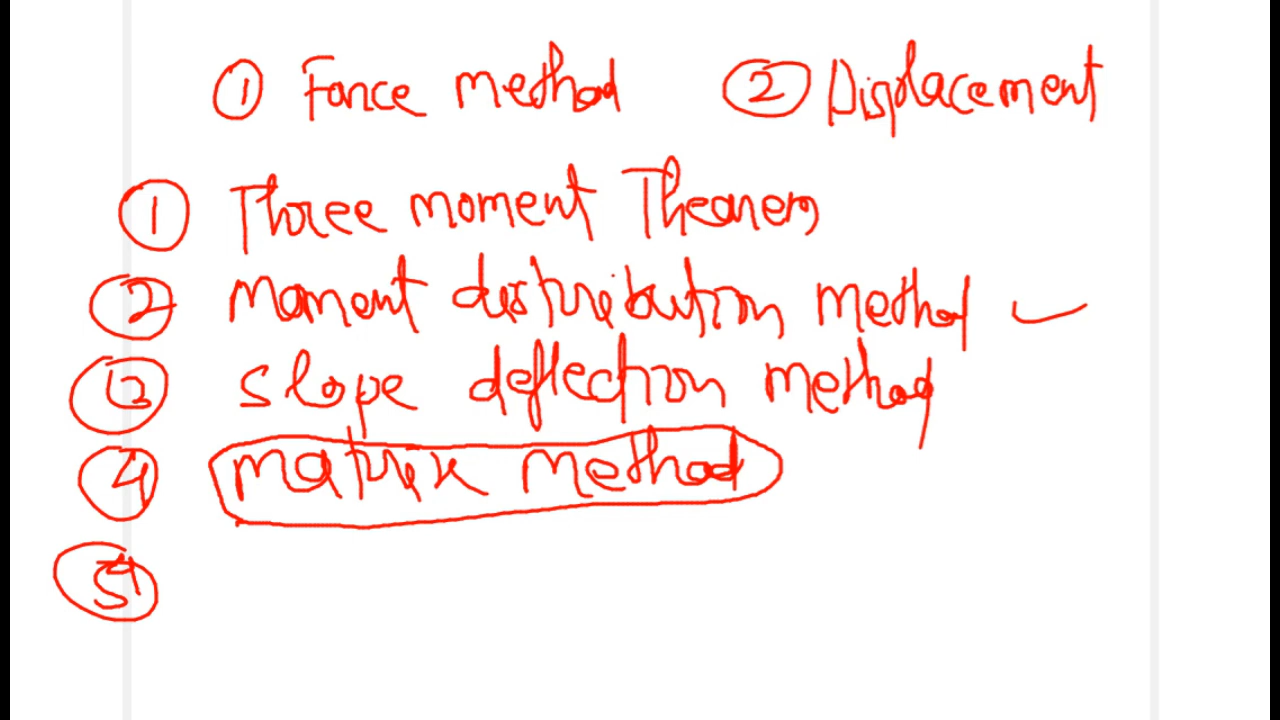 ① Force method ② Displacement
① Three moment Theorem
② Moment distribution method
③ slope deflection method
④ matrix method
⑤